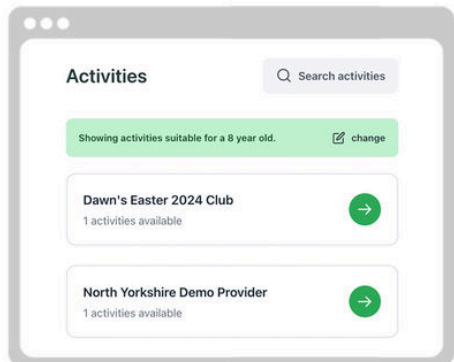 Activities
Search activities
Showing activities suitable for a 8 year old.
change
Dawn's Easter 2024 Club
1 activities available
North Yorkshire Demo Provider
1 activities available